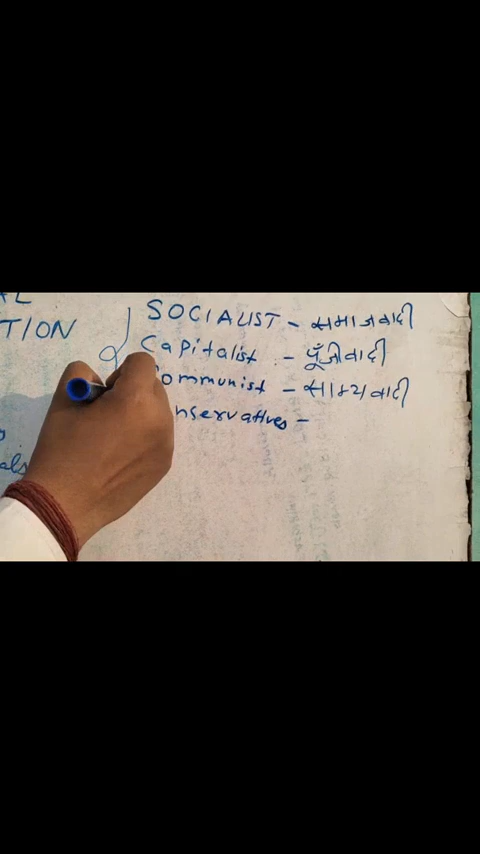 TION
SOCIALIST - समाजवादी
Capitalist - पूँजीवादी
ommunist - साम्यवादी
nservatives -